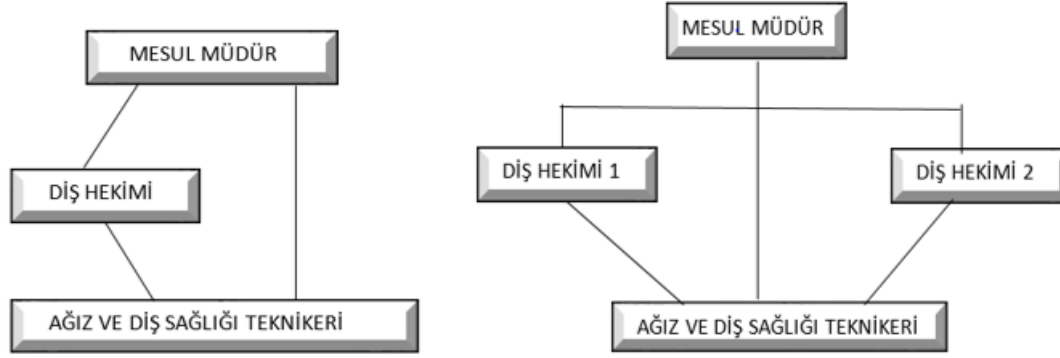 MESUL MÜDÜR
DİŞ HEKİMİ
AĞIZ VE DİŞ SAĞLIĞI TEKNİKERİ
MESUL MÜDÜR
DİŞ HEKİMİ 1
DİŞ HEKİMİ 2
AĞIZ VE DİŞ SAĞLIĞI TEKNİKERİ